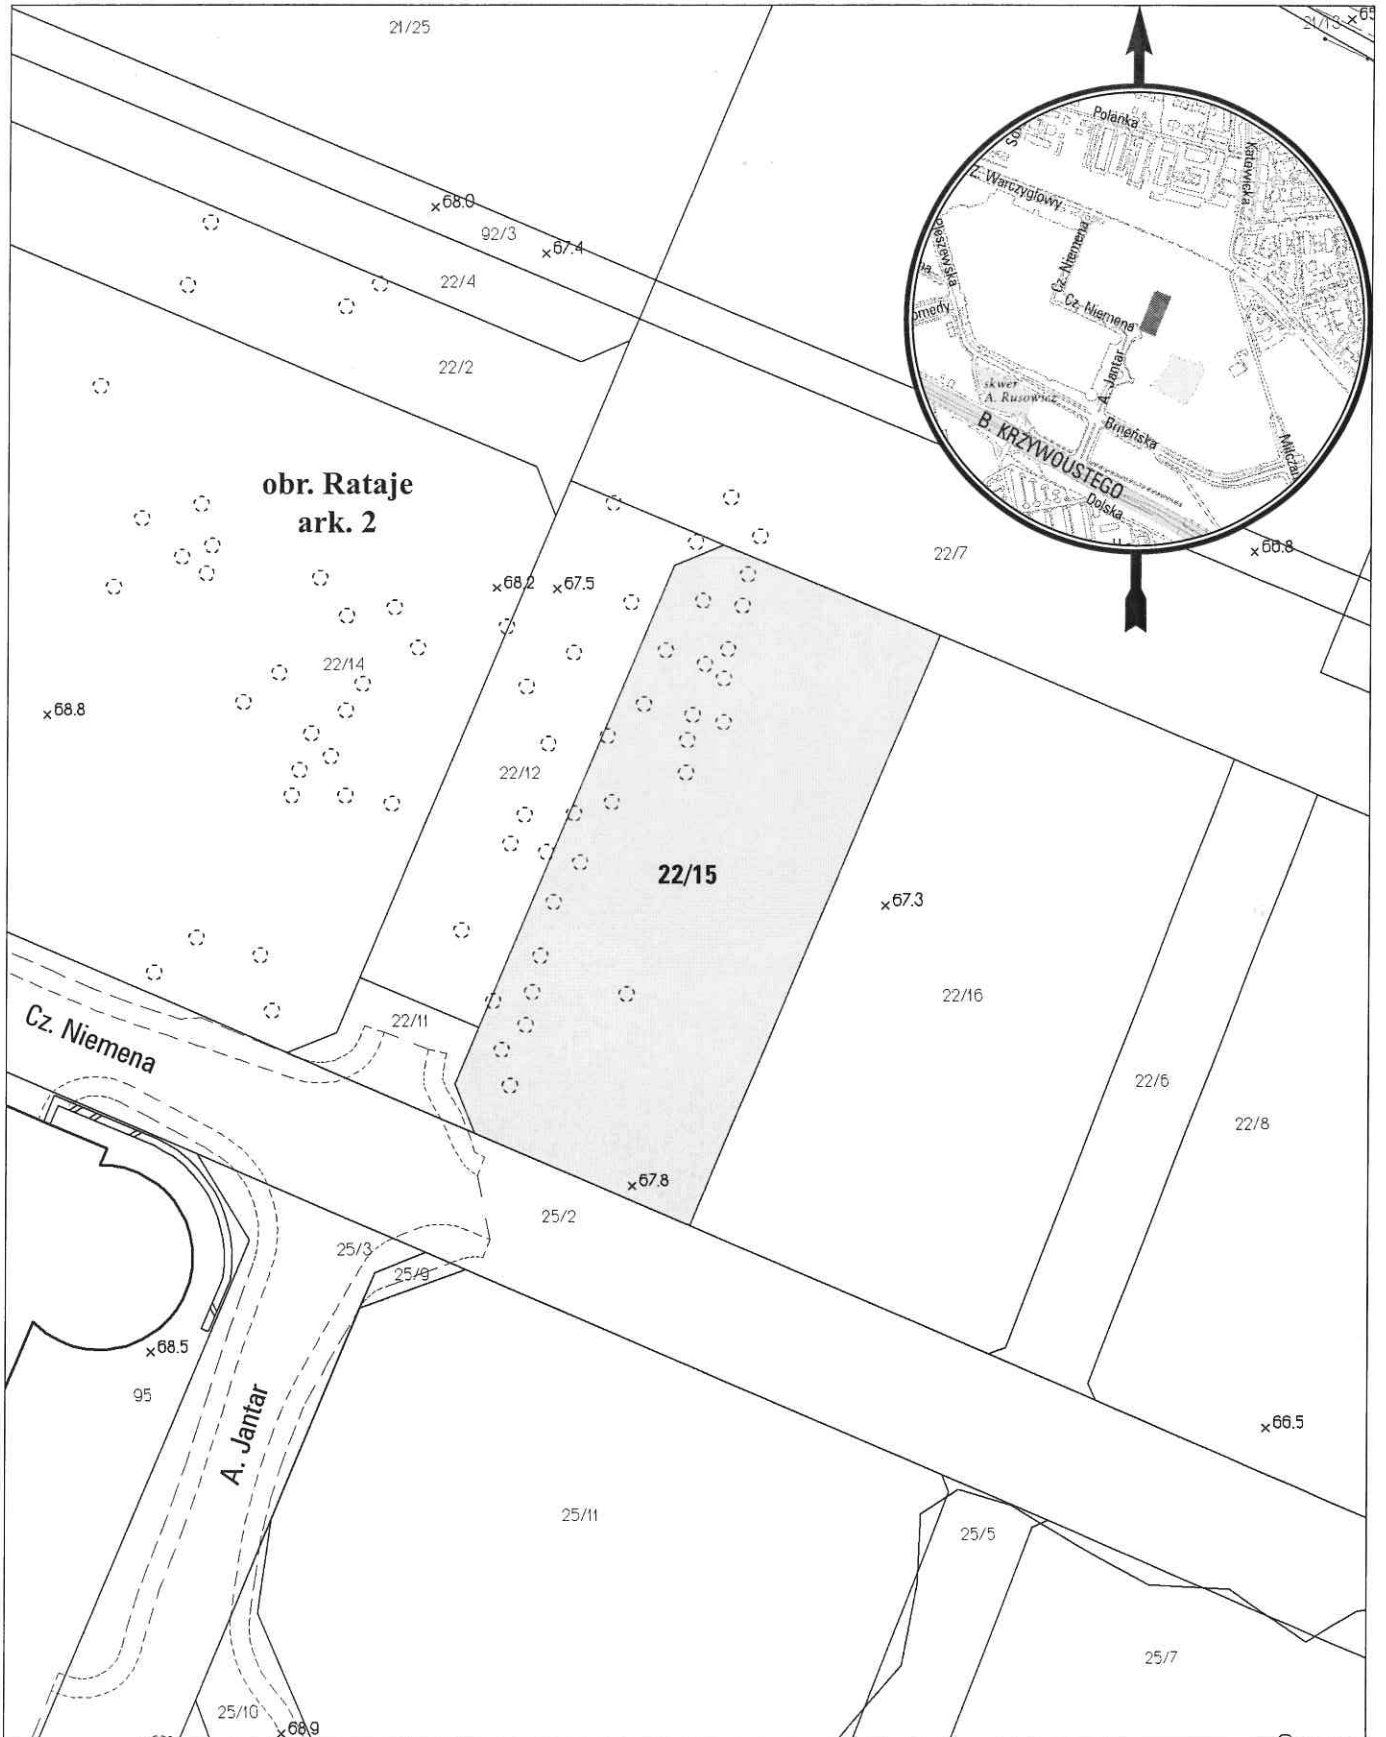 21/25
21/13
68.0
92/3
67.4
22/4
22/2
Polanka
Katowicka
Z. Warczygłowy
Cz. Niemena
Cz. Niemena
A. Jantar
skwer
A. Rusowicz
B. KRZYWOUSTEGO
Brneńska
Dolska
obr. Rataje
ark. 2
22/7
66.8
68.2
67.5
22/14
68.8
22/12
22/15
67.3
22/16
22/11
Cz. Niemena
22/6
22/8
67.8
25/2
25/3
25/9
68.5
95
A. Jantar
66.5
25/11
25/5
25/7
25/10
68.9